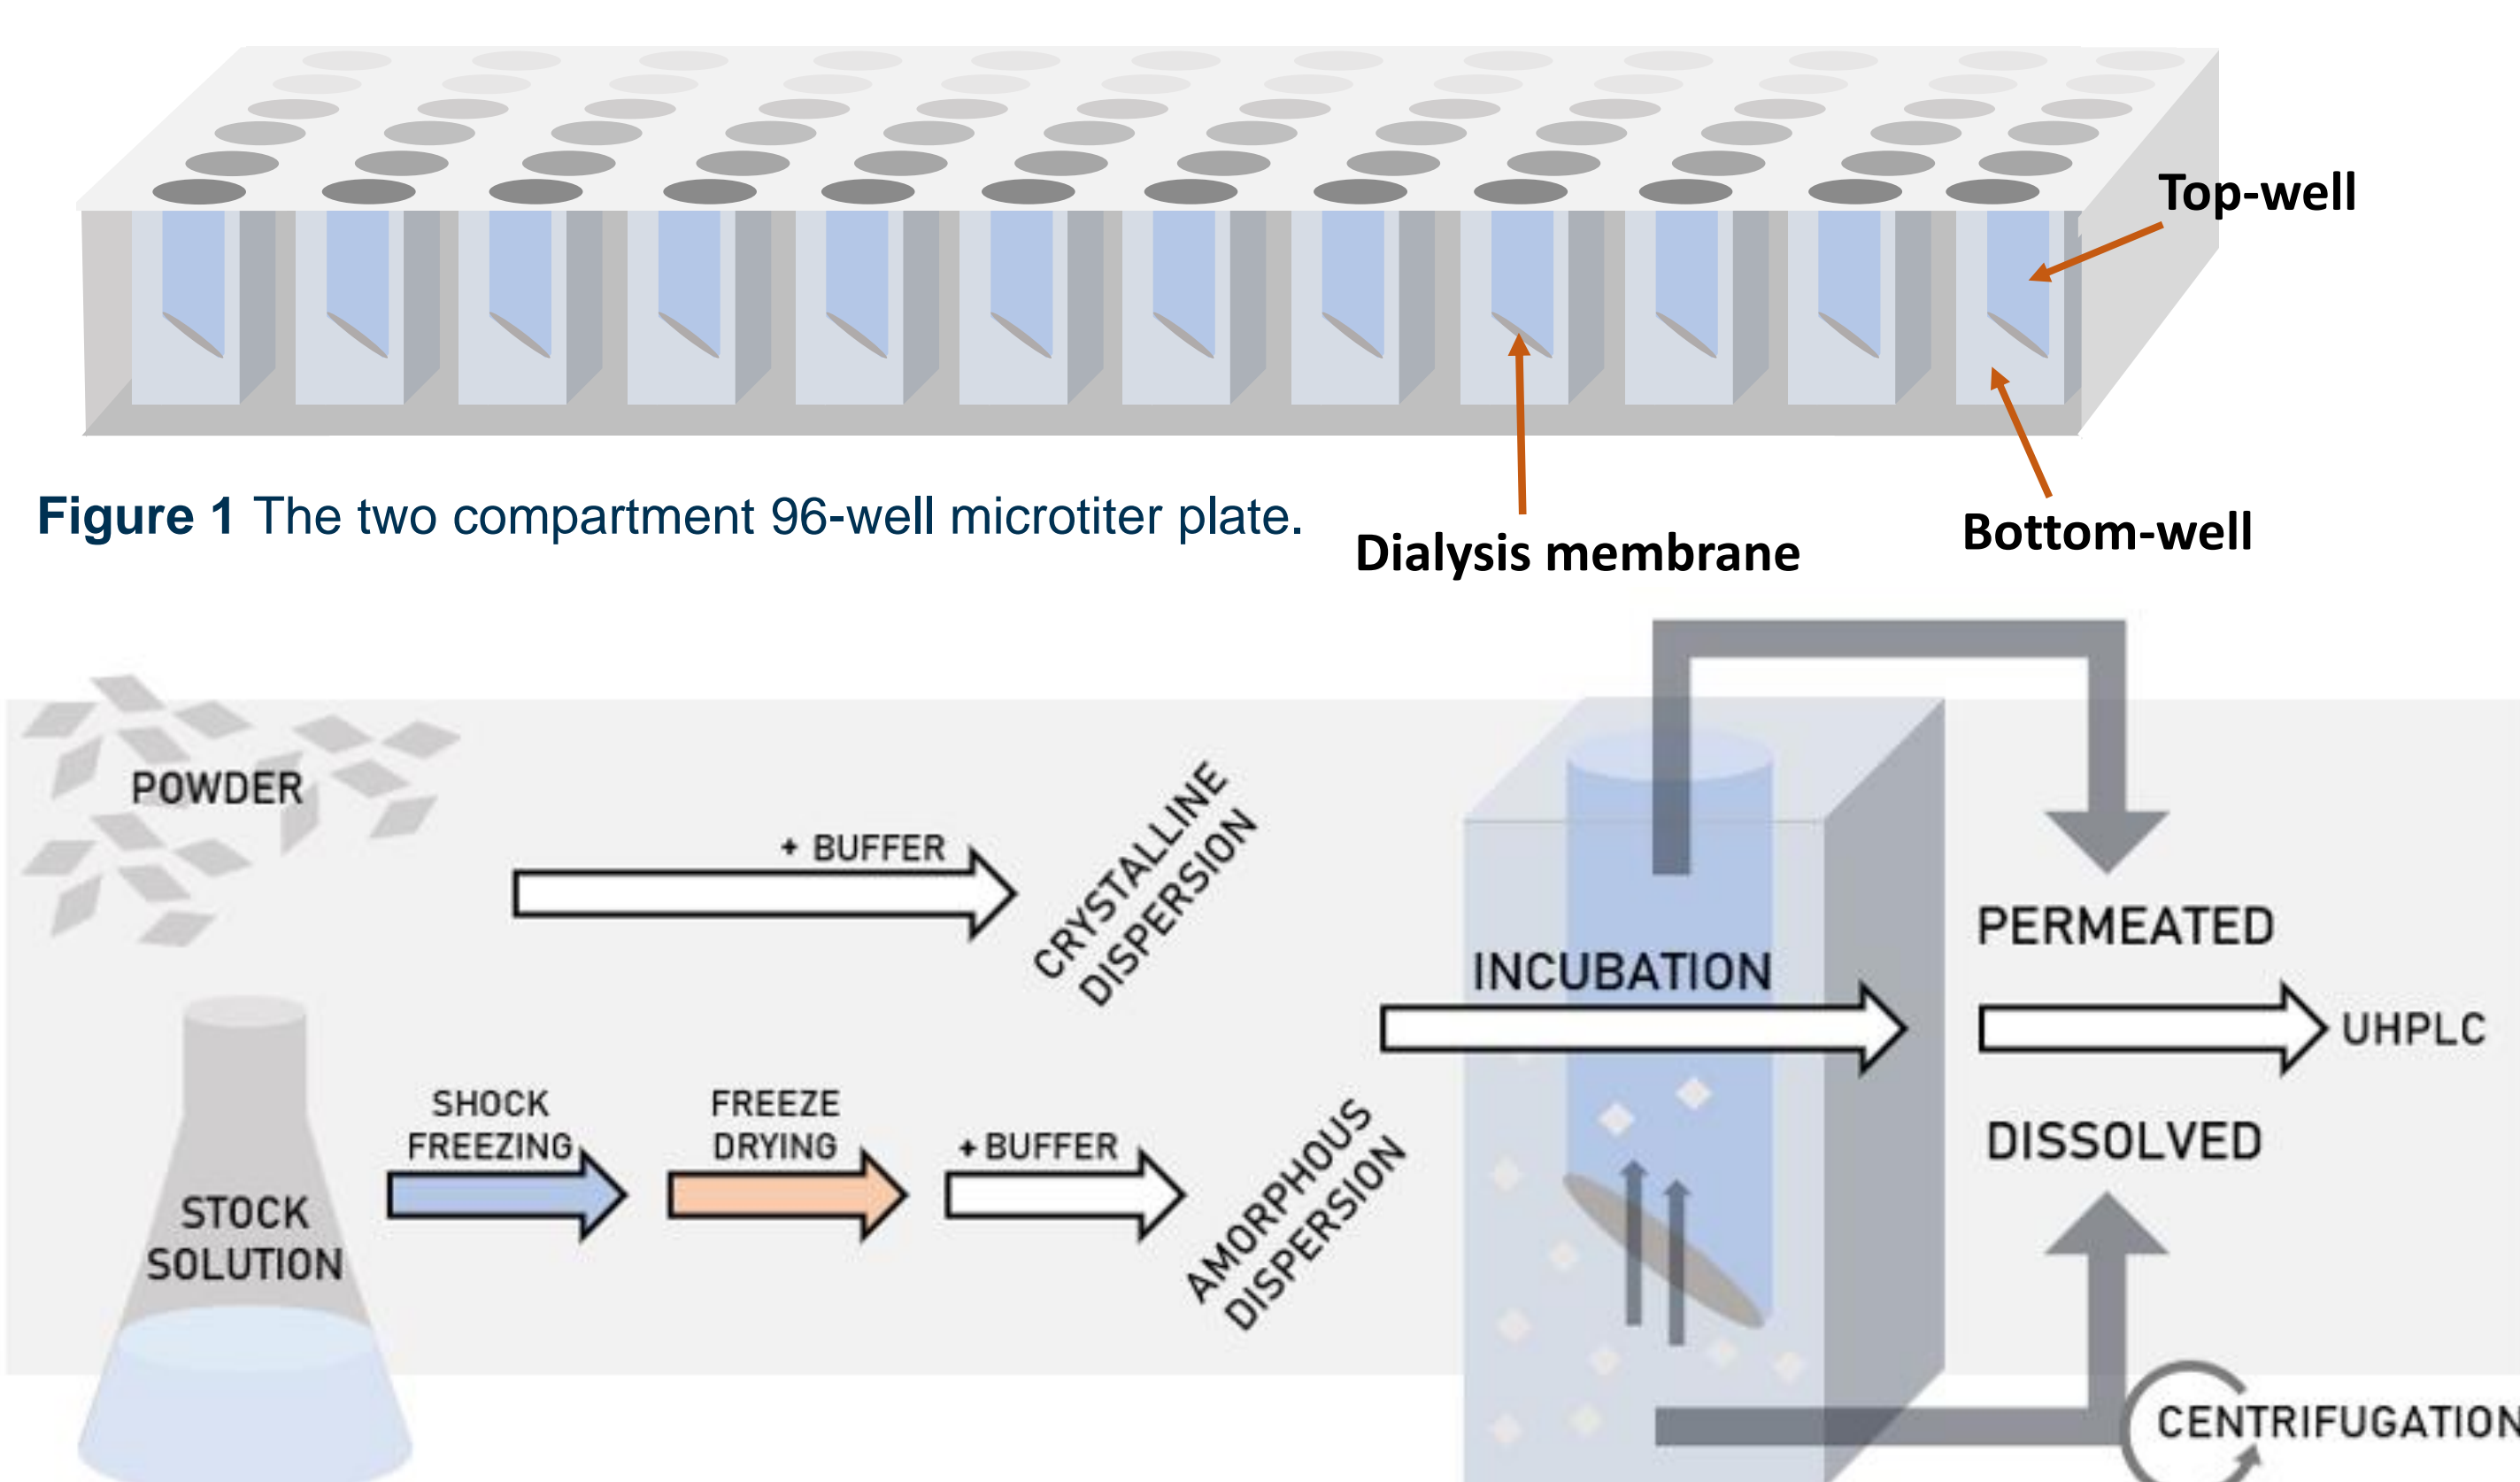 Top-well
Figure 1 The two compartment 96-well microtiter plate.
Dialysis membrane
Bottom-well
POWDER
+ BUFFER
CRYSTALLINE
DISPERSION
STOCK
SOLUTION
SHOCK
FREEZING
FREEZE
DRYING
+ BUFFER
AMORPHOUS
DISPERSION
INCUBATION
PERMEATED
UHPLC
DISSOLVED
CENTRIFUGATION